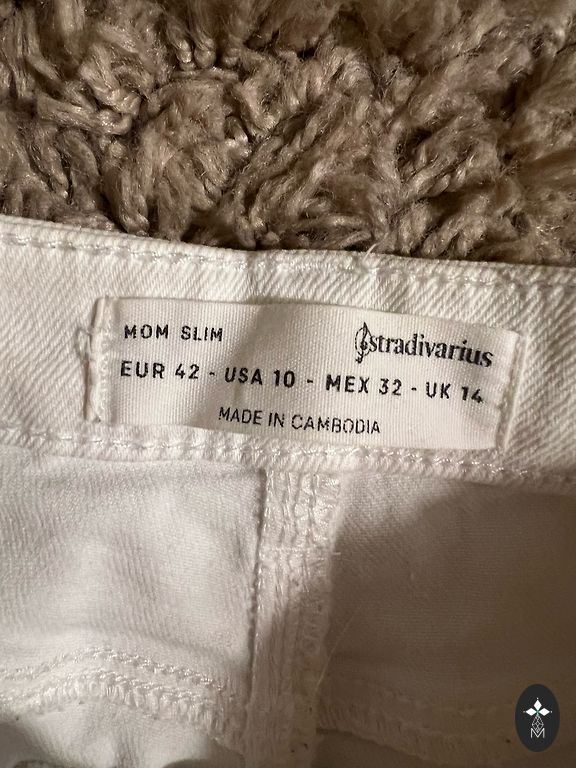 MOM SLIM
stradivarius
EUR 42 - USA 10 - MEX 32 - UK 14
MADE IN CAMBODIA
M